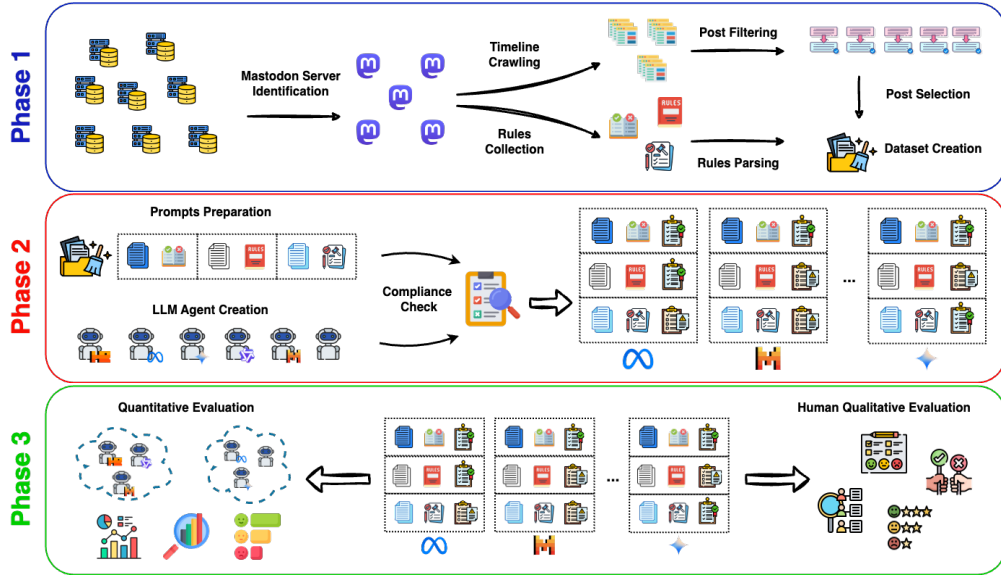 Phase 1
Mastodon Server
Identification
Timeline
Crawling
Rules
Collection
RULES
Post Filtering
Rules Parsing
Post Selection
Dataset Creation
Phase 2
Prompts Preparation
RULES
LLM Agent Creation
Compliance
Check
RULES
RULES
...
RULES
Phase 3
Quantitative Evaluation
RULES
RULES
...
RULES
Human Qualitative Evaluation